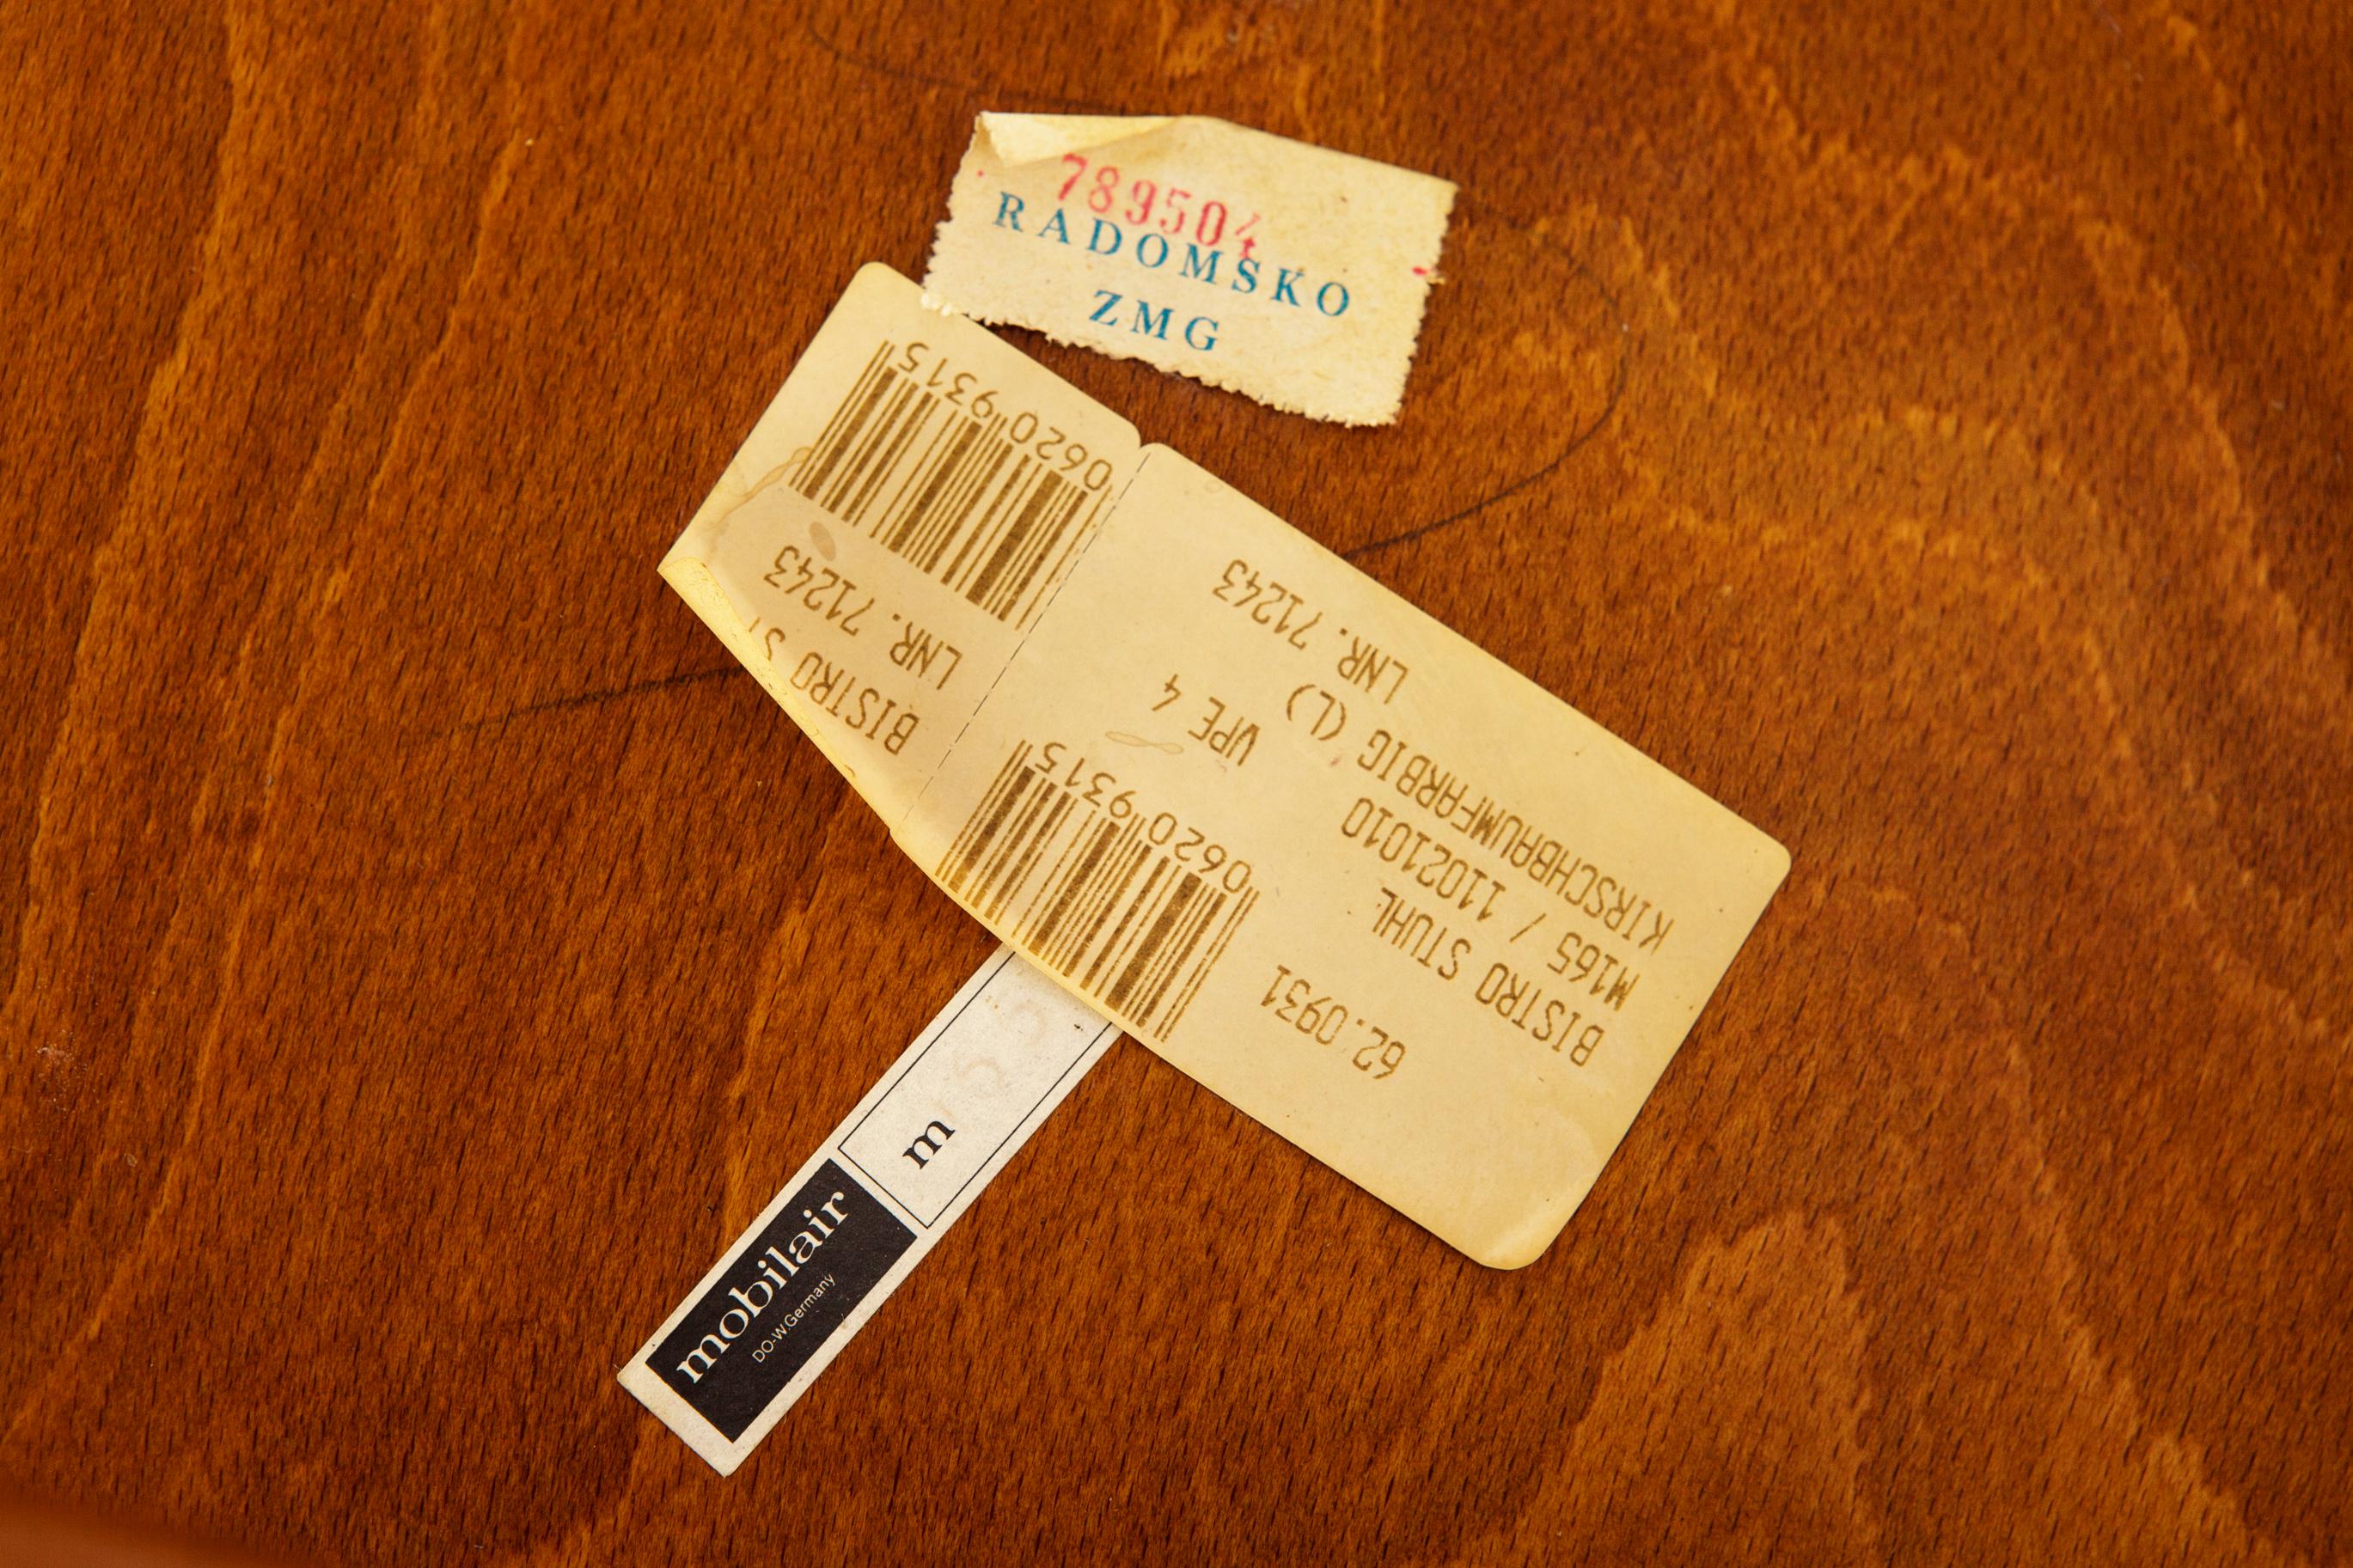 789504
RADOMSKO
ZMG
62.0931
BISTRO STUHL
M165 / 11021010
KIRSCHBAUMFARBIG (L)
0620 9315
VPE 4
LNR. 71243
BISTRO
LNR. 71243
0620 9315
mobilair
DO-W.Germany
m